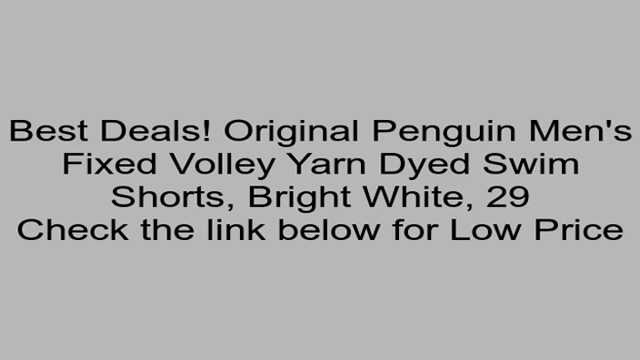 Best Deals! Original Penguin Men's
Fixed Volley Yarn Dyed Swim
Shorts, Bright White, 29
Check the link below for Low Price